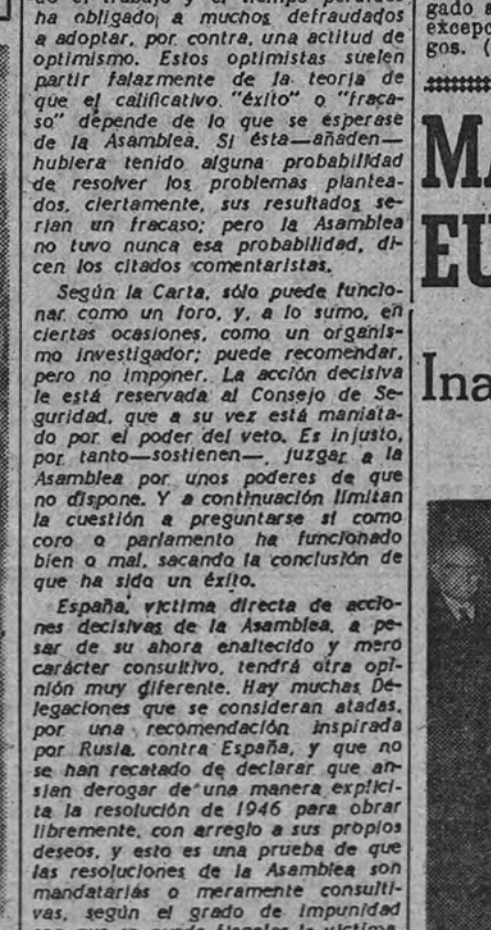 ha obligado a muchos defraudados
a adoptar, por contra, una actitud de
optimismo. Estos optimistas suelen
partir falazmente de la teoría de
que el calificativo "éxito" o "fraca-
so" depende de lo que se esperase
de la Asamblea. Si ésta—añaden—
hubiera tenido alguna probabilidad
de resolver los problemas plantea-
dos, ciertamente, sus resultados se-
rían un fracaso; pero la Asamblea
no tuvo nunca esa probabilidad, di-
cen los citados comentaristas.
Según la Carta, sólo puede funcio-
nar como un foro, y, a lo sumo, en
ciertas ocasiones, como un organis-
mo investigador; puede recomendar,
pero no imponer. La acción decisiva
le está reservada al Consejo de Se-
guridad, que a su vez está maniata-
do por el poder del veto. Es injusto,
por tanto—sostienen—, juzgar a la
Asamblea por unos poderes de que
no dispone. Y a continuación limitan
la cuestión a preguntarse si como
coro o parlamento ha funcionado
bien o mal, sacando la conclusión de
que ha sido un éxito.
España, víctima directa de accio-
nes decisivas de la Asamblea, a pe-
sar de su ahora enaltecido y mero
carácter consultivo, tendrá otra opi-
nión muy diferente. Hay muchas De-
legaciones que se consideran atadas,
por una recomendación inspirada
por Rusia, contra España, y que no
se han recatado de declarar que an-
sían derogar de una manera explíci-
ta la resolución de 1946 para obrar
libremente, con arreglo a sus propios
deseos, y esto es una prueba de que
las resoluciones de la Asamblea son
mandatarias o meramente consulti-
vas, según el grado de impunidad
gado a
excepc
gos. (
MA
EU
Ina